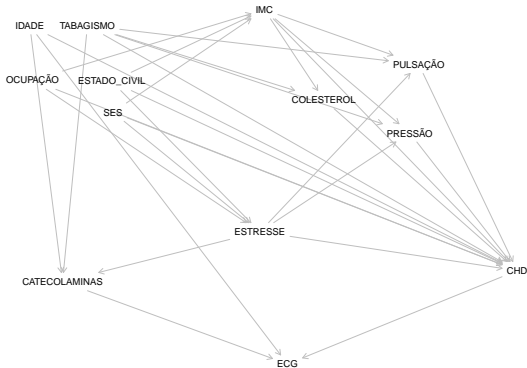 IMC
IDADE TABAGISMO
PULSAÇÃO
OCUPAÇÃO ESTADO_CIVIL
COLESTEROL
SES
PRESSÃO
ESTRESSE
CHD
CATECOLAMINAS
ECG